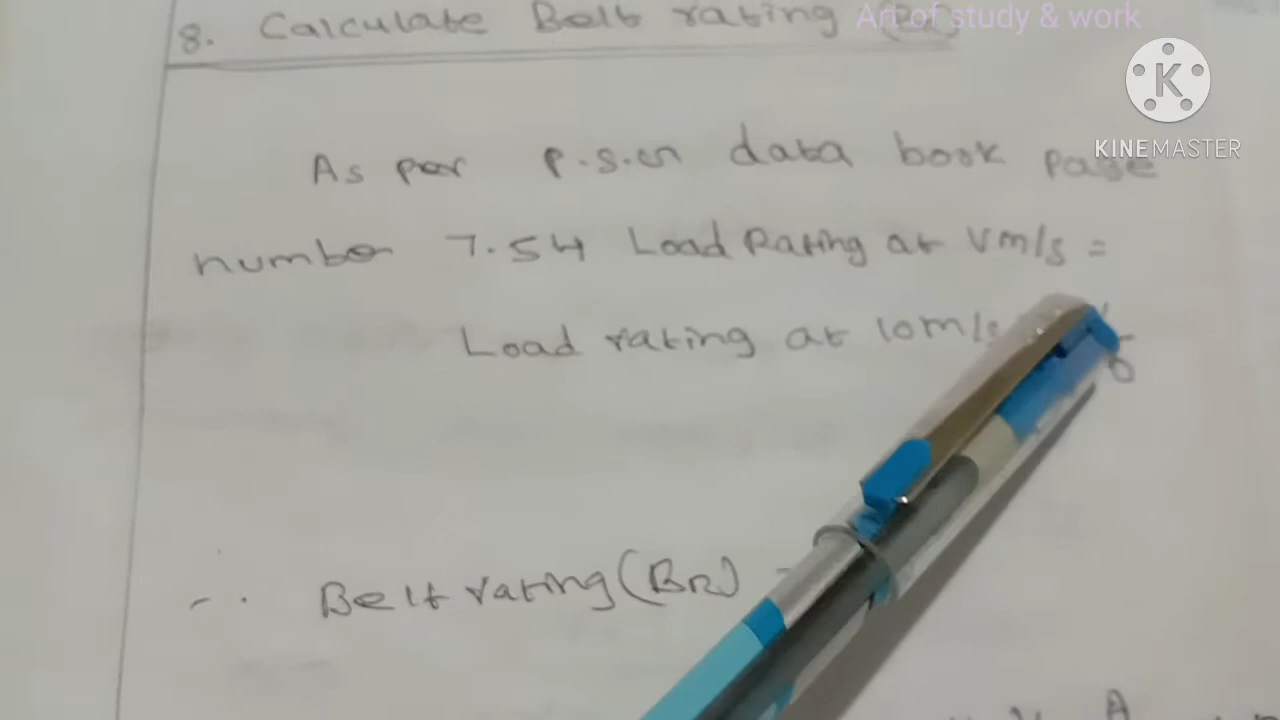 Art of study & work
8. Calculate Belt rating (BR)
KINEMASTER
As per P.S.G data book page
number 7.54 Load Rating at V m/s =
Load rating at 10m/s
∴ Belt rating (BR)